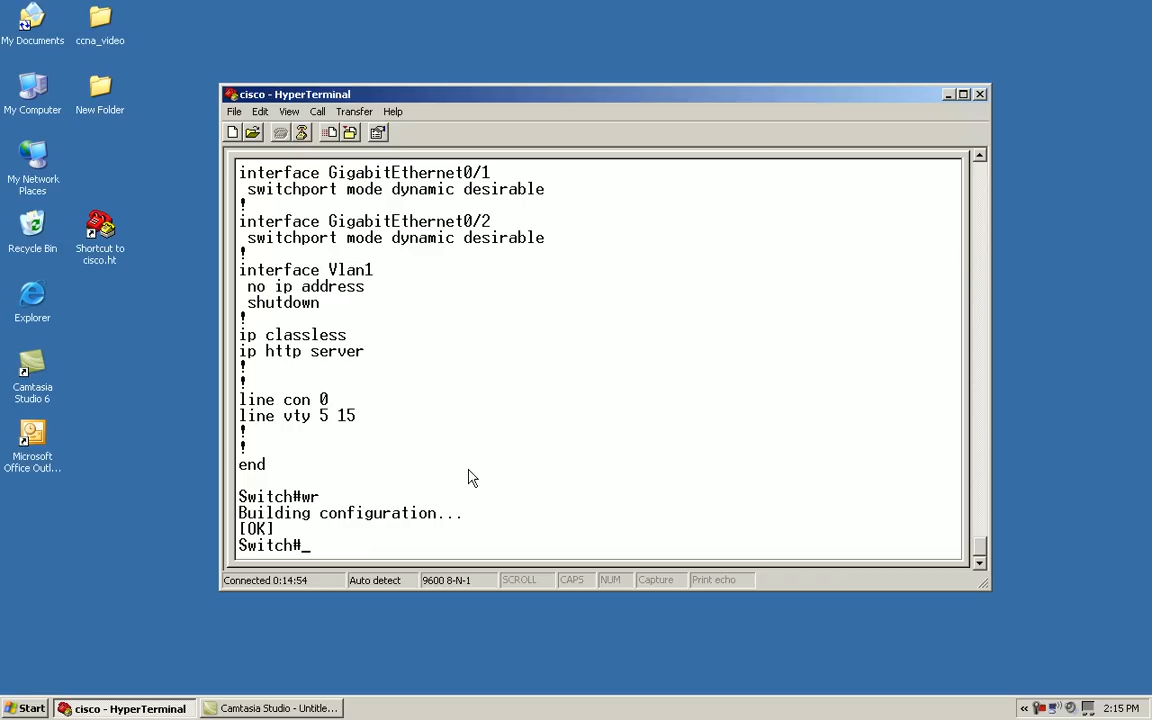 My Documents
ccna_video
My Computer
New Folder
My Network
Places
Recycle Bin
Shortcut to
cisco.ht
Explorer
Camtasia
Studio 6
Microsoft
Office Outl...
cisco - HyperTerminal
File Edit View Call Transfer Help
interface GigabitEthernet0/1
switchport mode dynamic desirable
!
interface GigabitEthernet0/2
switchport mode dynamic desirable
!
interface Vlan1
no ip address
shutdown
!
ip classless
ip http server
!
!
line con 0
line vty 5 15
!
!
end
Switch#wr
Building configuration...
[OK]
Switch#_
Connected 0:14:54 Auto detect 9600 8-N-1 SCROLL CAPS NUM Capture Print echo
Start cisco - HyperTerminal Camtasia Studio - Untitle... « 2:15 PM